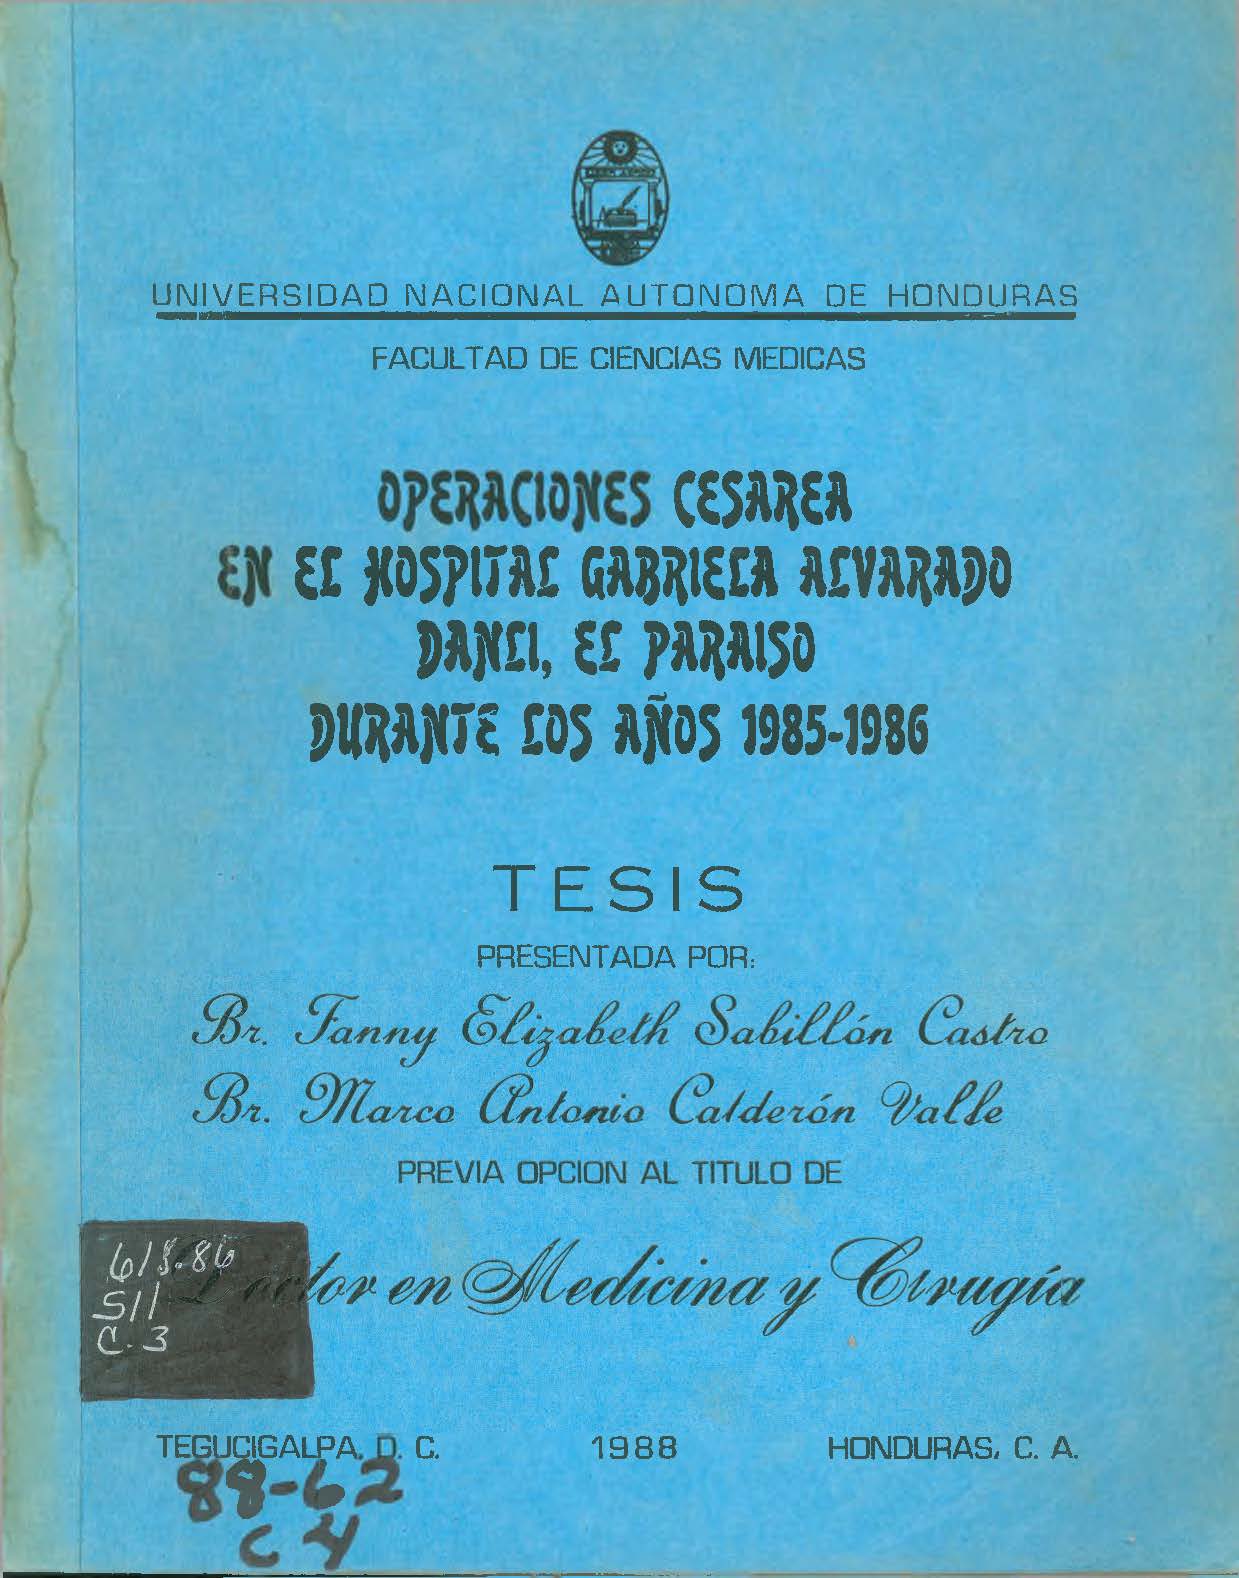 UNIVERSIDAD NACIONAL AUTONOMA DE HONDURAS
FACULTAD DE CIENCIAS MEDICAS
OPERACIONES CESAREA
EN EL HOSPITAL GABRIELA ALVARADO
DANLI, EL PARAISO
DURANTE LOS AÑOS 1985-1986
TESIS
PRESENTADA POR:
Br. Fanny Elizabeth Sabillón Castro
Br. Marco Antonio Calderón Valle
PREVIA OPCION AL TITULO DE
Doctor en Medicina y Cirugía
618.86
S11
C.3
TEGUCIGALPA, D. C. 1988 HONDURAS, C. A.
88-62
C4